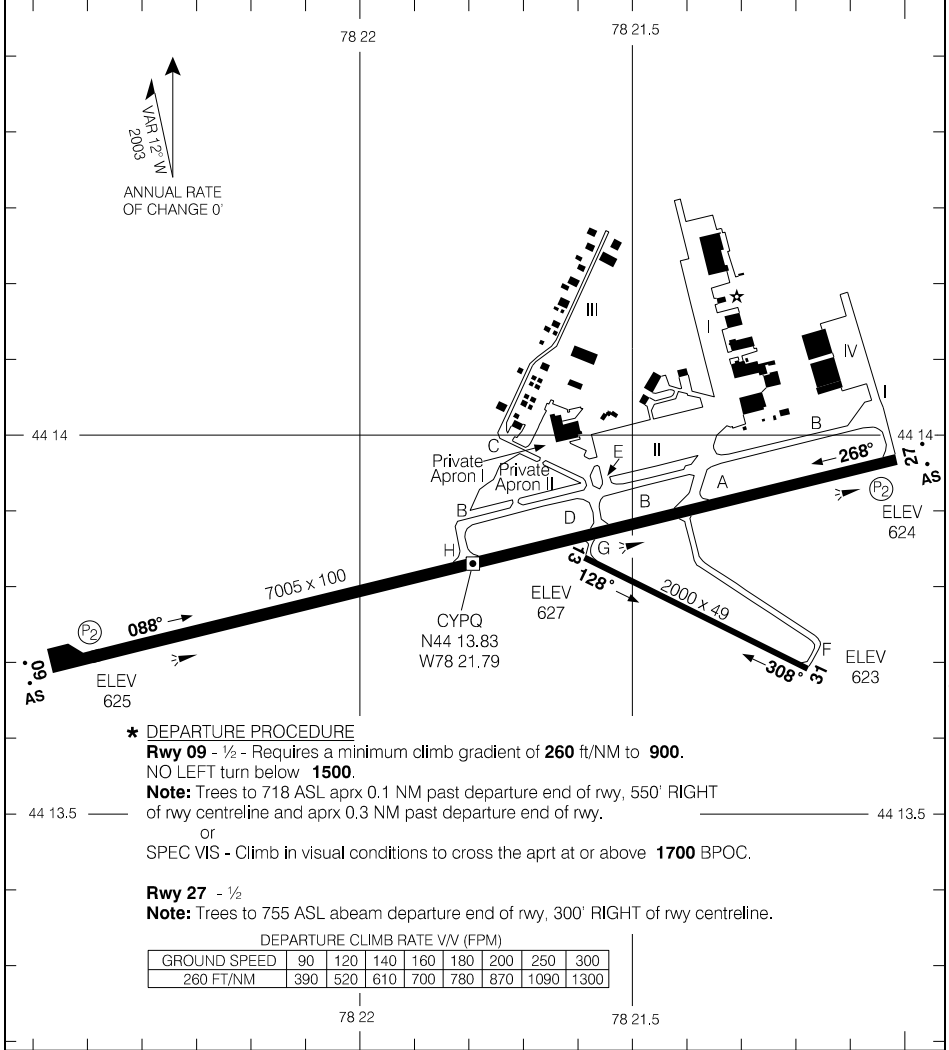 78 22
78 21.5
VAR 12° W
2003
ANNUAL RATE
OF CHANGE 0'
III
I
IV
I
44 14
C
Private
Apron I
Private
Apron II
E
II
B
268°
27
44 14
AS
P2
A
ELEV
624
B
D
B
H
G
13
7005 x 100
128°
2000 x 49
ELEV
627
CYPQ
N44 13.83
W78 21.79
P2
088°
09
AS
ELEV
625
F
308°
31
ELEV
623
* DEPARTURE PROCEDURE
Rwy 09 - ½ - Requires a minimum climb gradient of 260 ft/NM to 900.
NO LEFT turn below 1500.
Note: Trees to 718 ASL aprx 0.1 NM past departure end of rwy, 550' RIGHT
of rwy centreline and aprx 0.3 NM past departure end of rwy.
44 13.5
44 13.5
or
SPEC VIS - Climb in visual conditions to cross the aprt at or above 1700 BPOC.
Rwy 27 - ½
Note: Trees to 755 ASL abeam departure end of rwy, 300' RIGHT of rwy centreline.
DEPARTURE CLIMB RATE V/V (FPM)
GROUND SPEED 90 120 140 160 180 200 250 300
260 FT/NM 390 520 610 700 780 870 1090 1300
78 22
78 21.5